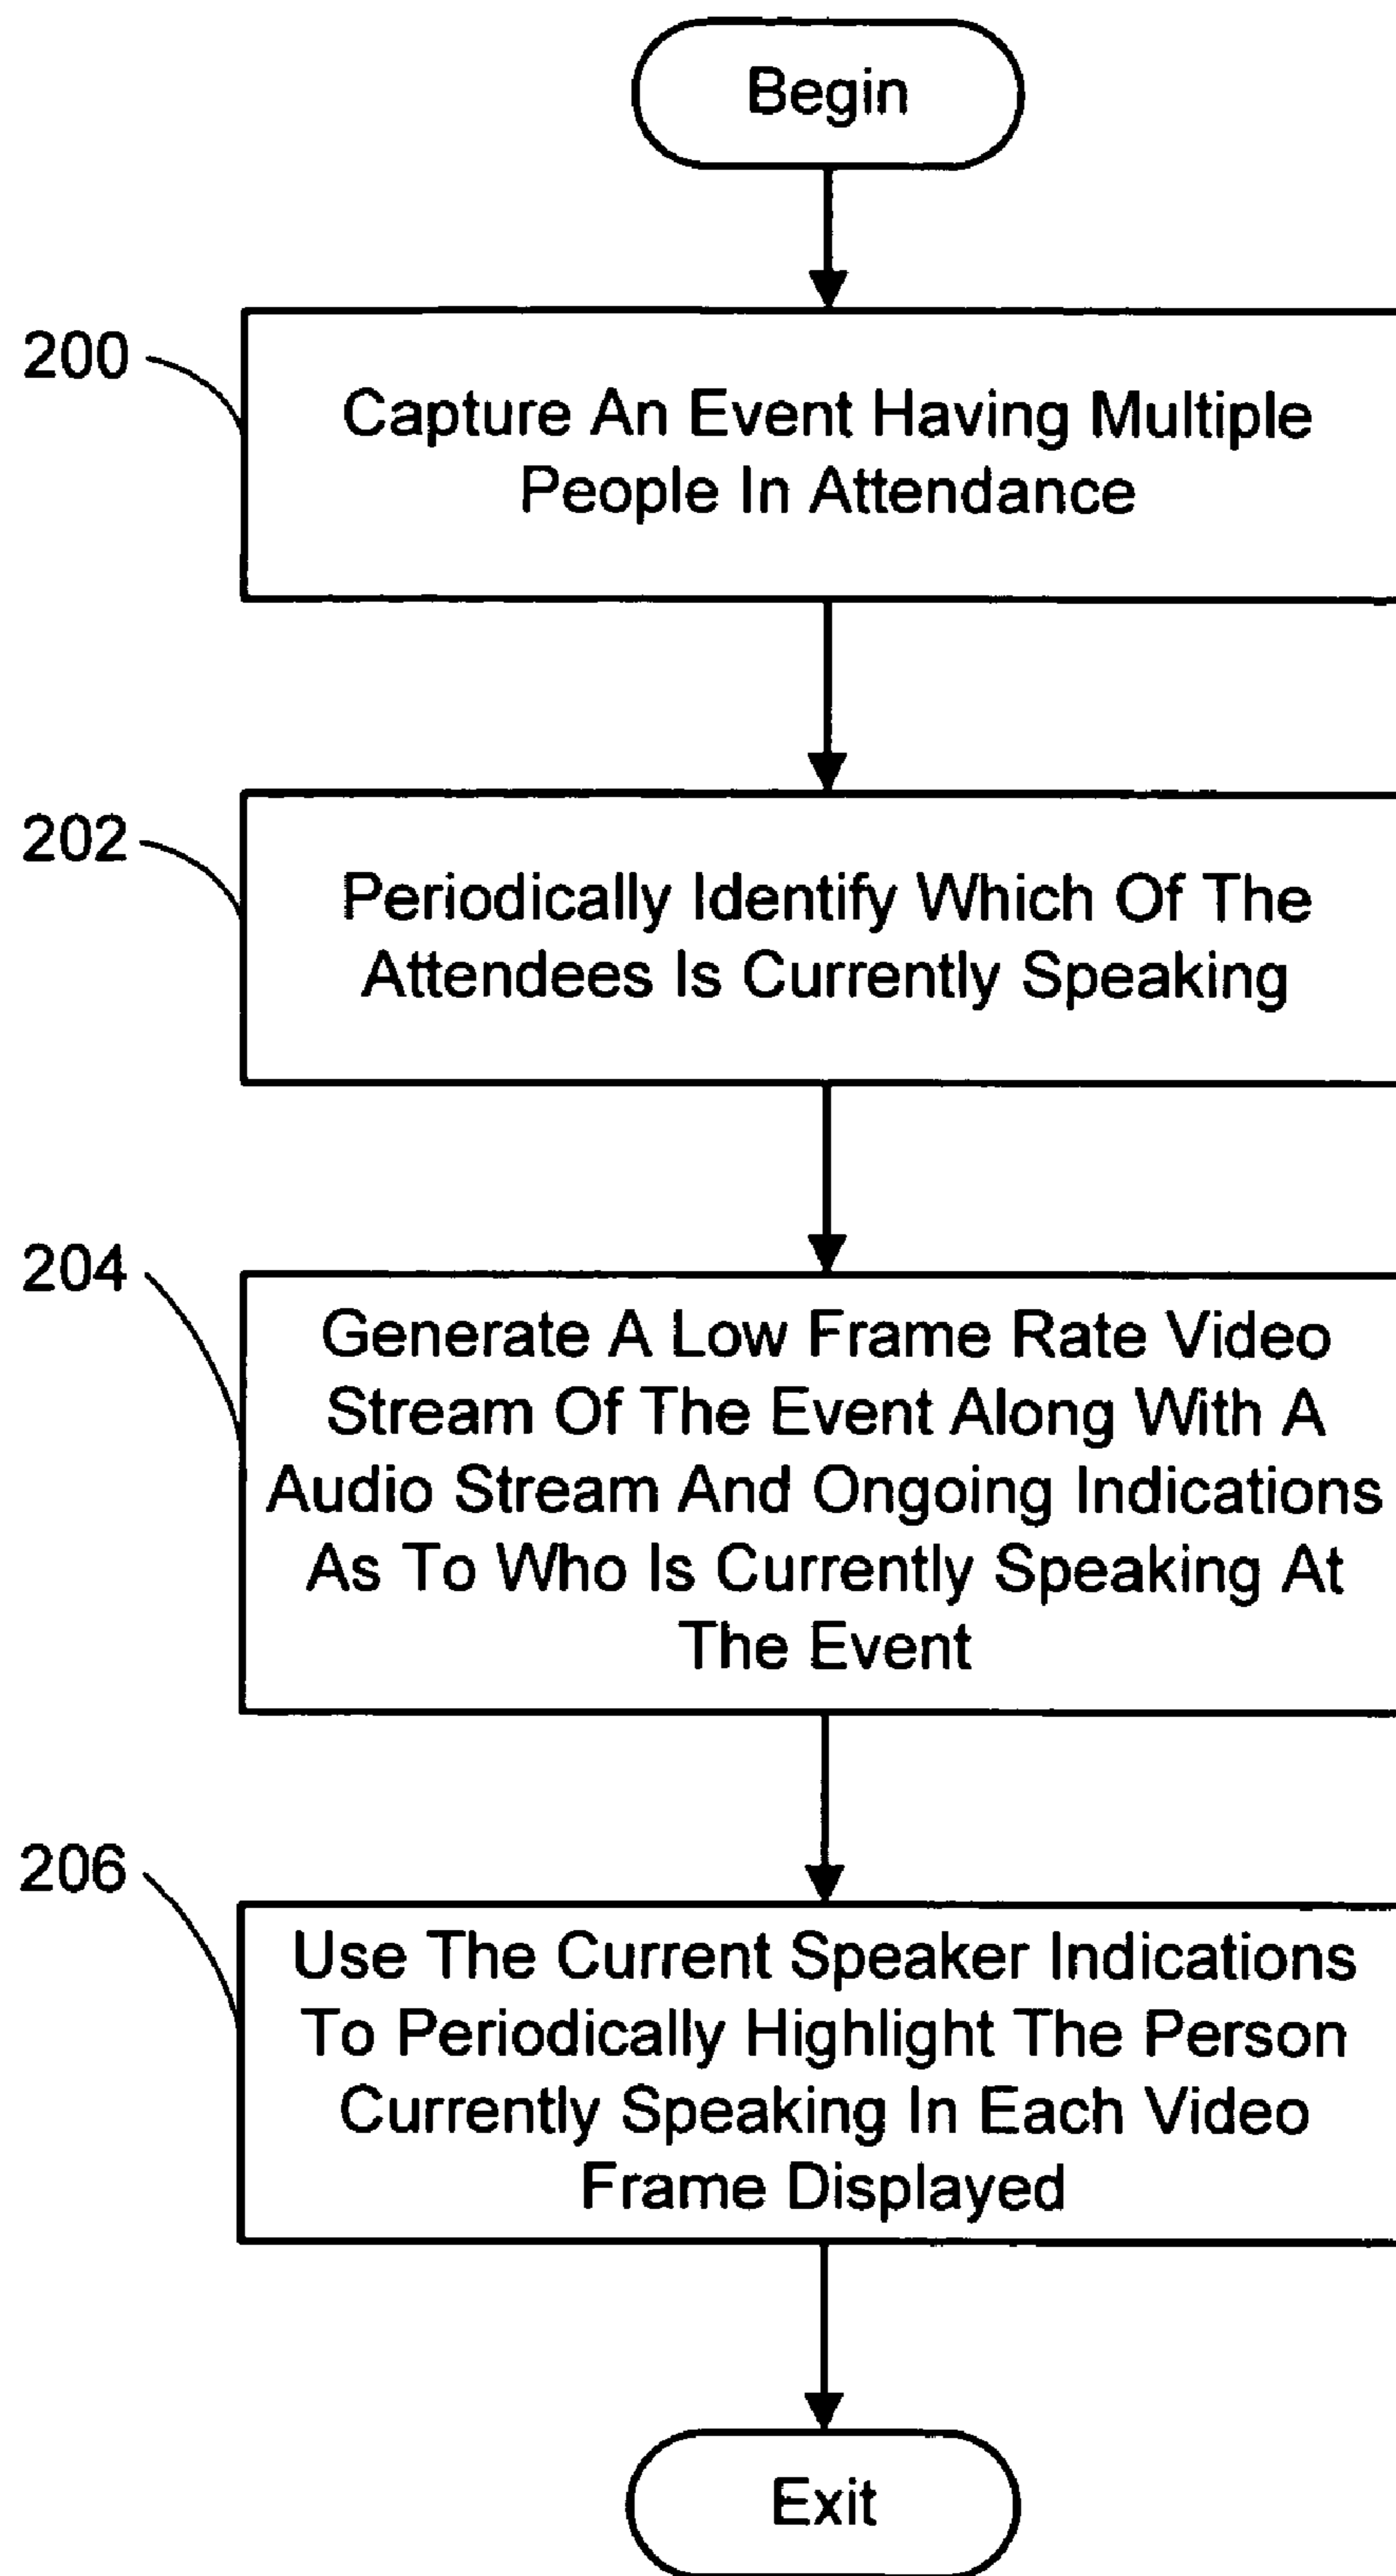 Begin
200
Capture An Event Having Multiple
People In Attendance
202
Periodically Identify Which Of The
Attendees Is Currently Speaking
204
Generate A Low Frame Rate Video
Stream Of The Event Along With A
Audio Stream And Ongoing Indications
As To Who Is Currently Speaking At
The Event
206
Use The Current Speaker Indications
To Periodically Highlight The Person
Currently Speaking In Each Video
Frame Displayed
Exit